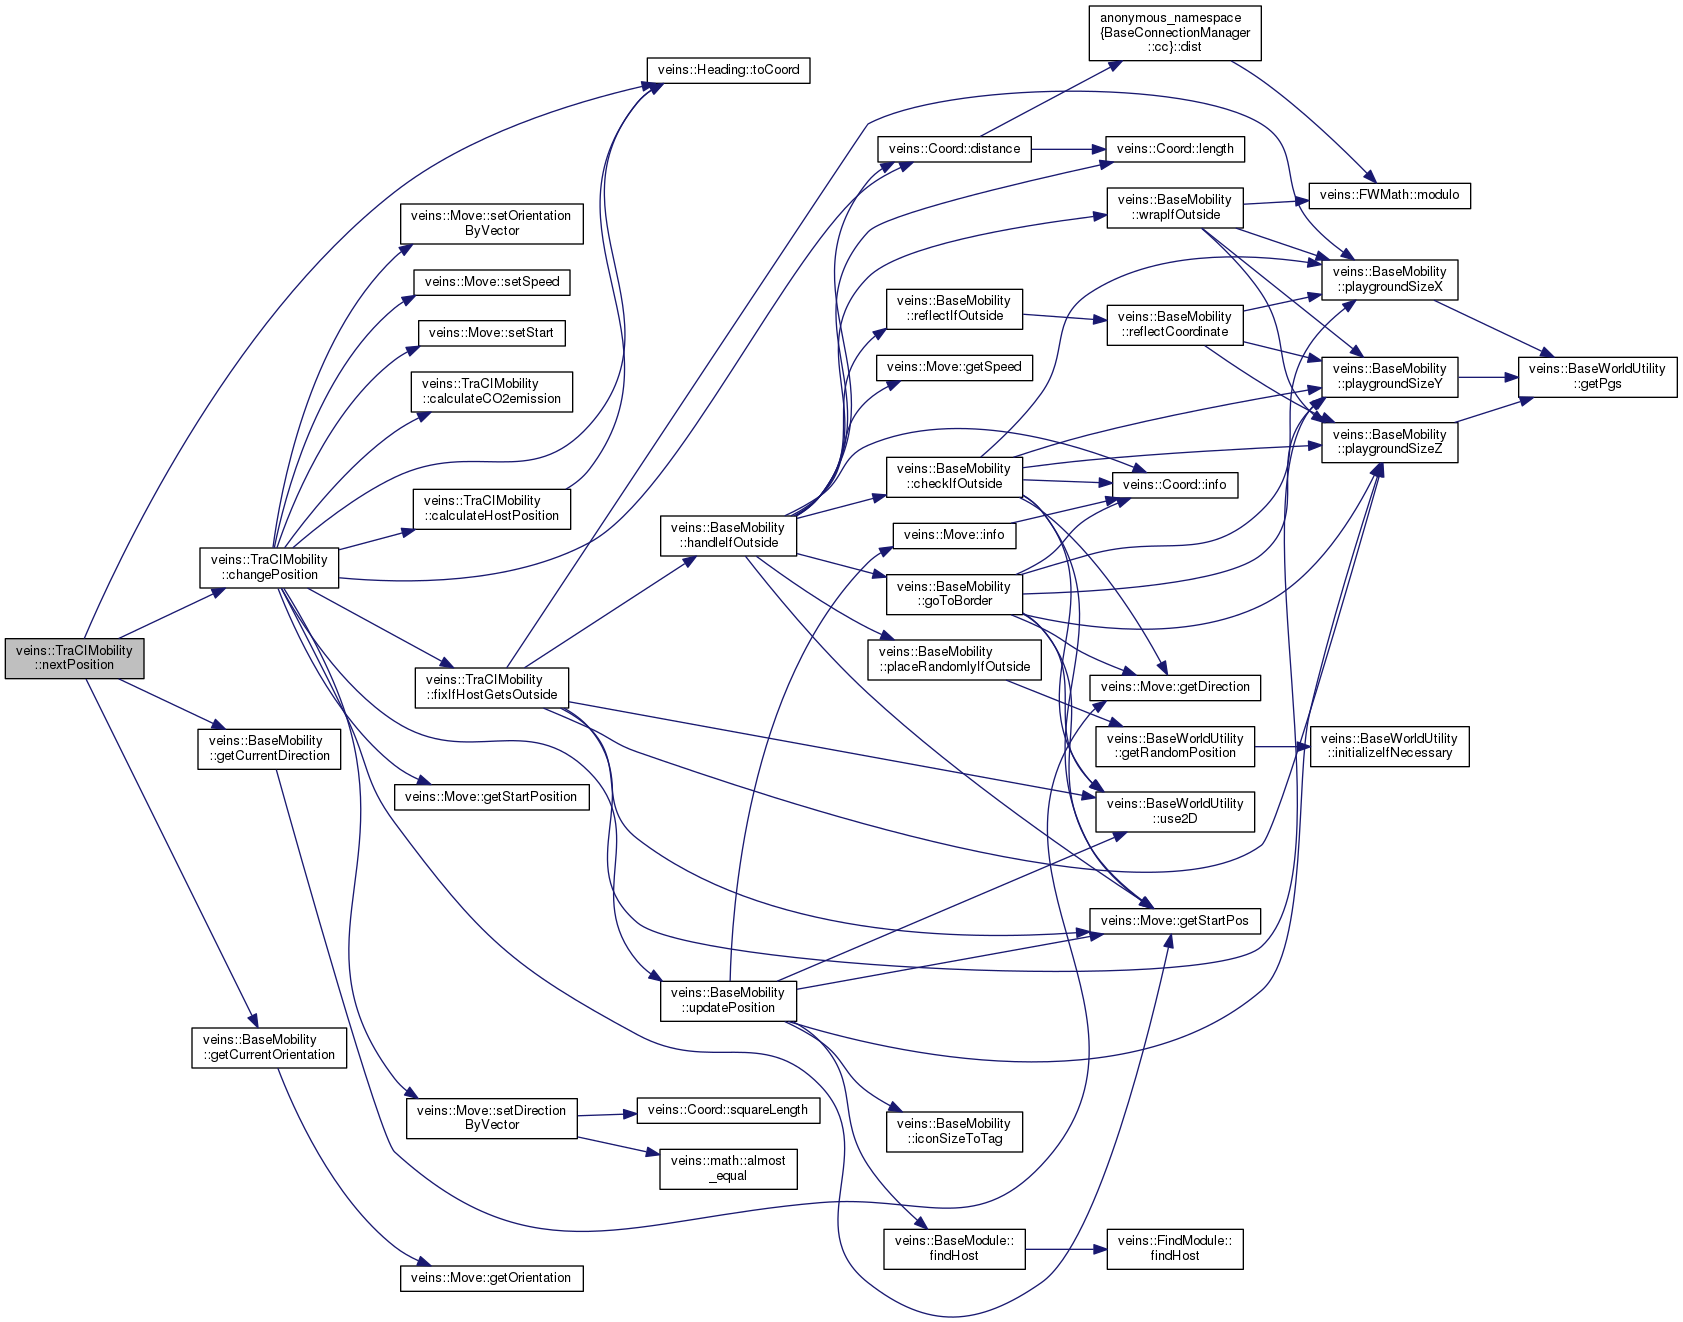 anonymous_namespace
{BaseConnectionManager
::cc}::dist
veins::Heading::toCoord
veins::Coord::distance
veins::Coord::length
veins::FWMath::modulo
veins::Move::setOrientation
ByVector
veins::BaseMobility
::wrapIfOutside
veins::Move::setSpeed
veins::BaseMobility
::reflectIfOutside
veins::BaseMobility
::reflectCoordinate
veins::BaseMobility
::playgroundSizeX
veins::Move::setStart
veins::Move::getSpeed
veins::BaseMobility
::playgroundSizeY
veins::BaseWorldUtility
::getPgs
veins::TraCIMobility
::calculateCO2emission
veins::BaseMobility
::playgroundSizeZ
veins::TraCIMobility
::calculateHostPosition
veins::BaseMobility
::checkIfOutside
veins::Coord::info
veins::BaseMobility
::handleIfOutside
veins::Move::info
veins::TraCIMobility
::changePosition
veins::BaseMobility
::goToBorder
veins::TraCIMobility
::nextPosition
veins::TraCIMobility
::fixIfHostGetsOutside
veins::BaseMobility
::placeRandomlyIfOutside
veins::Move::getDirection
veins::BaseMobility
::getCurrentDirection
veins::BaseWorldUtility
::getRandomPosition
veins::BaseWorldUtility
::initializeIfNecessary
veins::Move::getStartPosition
veins::BaseWorldUtility
::use2D
veins::Move::getStartPos
veins::BaseMobility
::updatePosition
veins::BaseMobility
::getCurrentOrientation
veins::Move::setDirection
ByVector
veins::Coord::squareLength
veins::BaseMobility
::iconSizeToTag
veins::math::almost
_equal
veins::BaseModule::
findHost
veins::FindModule::
findHost
veins::Move::getOrientation